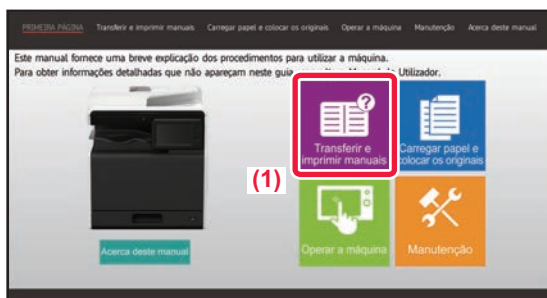 PRIMEIRA PÁGINA Transferir e imprimir manuais Carregar papel e colocar os originais Operar a máquina Manutenção Acerca deste manual
Este manual fornece uma breve explicação dos procedimentos para utilizar a máquina.
Para obter informações detalhadas que não apareçam neste guia, Utilizador.
Transferir e
imprimir manuais
Carregar papel e
colocar os originais
(1)
Operar a máquina
Manutenção
Acerca deste manual